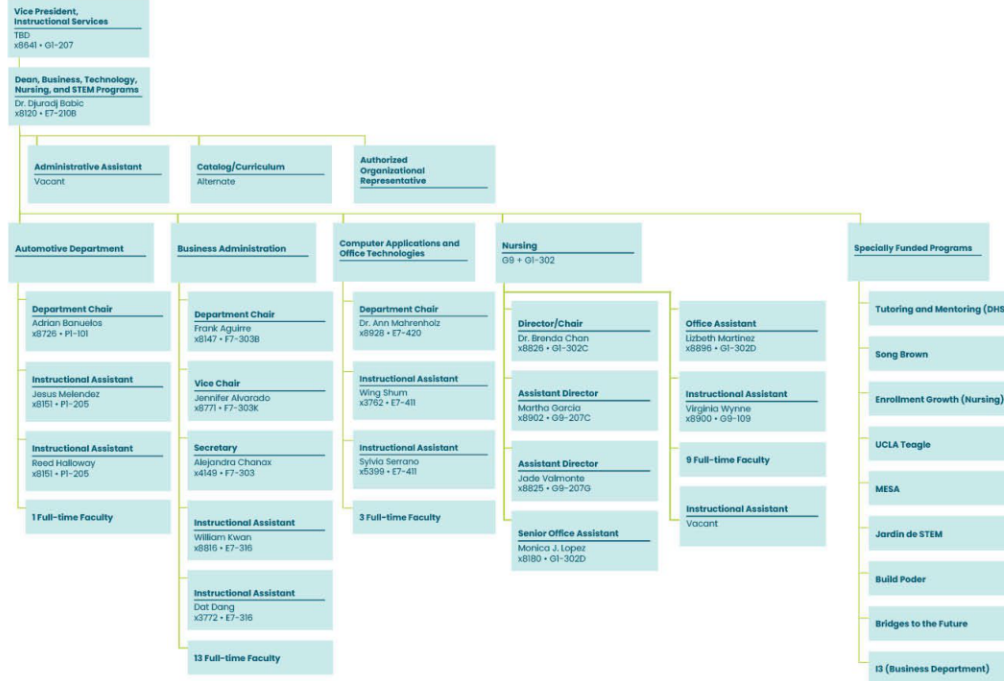 Vice President,
Instructional Services
TBD
x8641 • G1-207
Dean, Business, Technology,
Nursing, and STEM Programs
Dr. Djuradj Babic
x8120 • E7-210B
Administrative Assistant
Vacant
Catalog/Curriculum
Alternate
Authorized
Organizational
Representative
Automotive Department
Department Chair
Adrian Banuelos
x8726 • P1-101
Instructional Assistant
Jesus Melendez
x8151 • P1-205
Instructional Assistant
Reed Halloway
x8151 • P1-205
1 Full-time Faculty
Business Administration
Department Chair
Frank Aguirre
x8147 • F7-303B
Vice Chair
Jennifer Alvarado
x8771 • F7-303K
Secretary
Alejandra Chanax
x4149 • F7-303
Instructional Assistant
William Kwan
x8816 • E7-316
Instructional Assistant
Dat Dang
x3772 • E7-316
13 Full-time Faculty
Computer Applications and
Office Technologies
Department Chair
Dr. Ann Mahrenholz
x8928 • E7-420
Instructional Assistant
Wing Shum
x3762 • E7-411
Instructional Assistant
Sylvia Serrano
x5399 • E7-411
3 Full-time Faculty
Nursing
G9 + G1-302
Director/Chair
Dr. Brenda Chan
x8826 • G1-302C
Assistant Director
Martha Garcia
x8902 • G9-207C
Assistant Director
Jade Valmonte
x8825 • G9-207G
Senior Office Assistant
Monica J. Lopez
x8180 • G1-302D
Office Assistant
Lizbeth Martinez
x8896 • G1-302D
Instructional Assistant
Virginia Wynne
x8900 • G9-109
9 Full-time Faculty
Instructional Assistant
Vacant
Specially Funded Programs
Tutoring and Mentoring (DHS
Song Brown
Enrollment Growth (Nursing)
UCLA Teagle
MESA
Jardin de STEM
Build Poder
Bridges to the Future
I3 (Business Department)